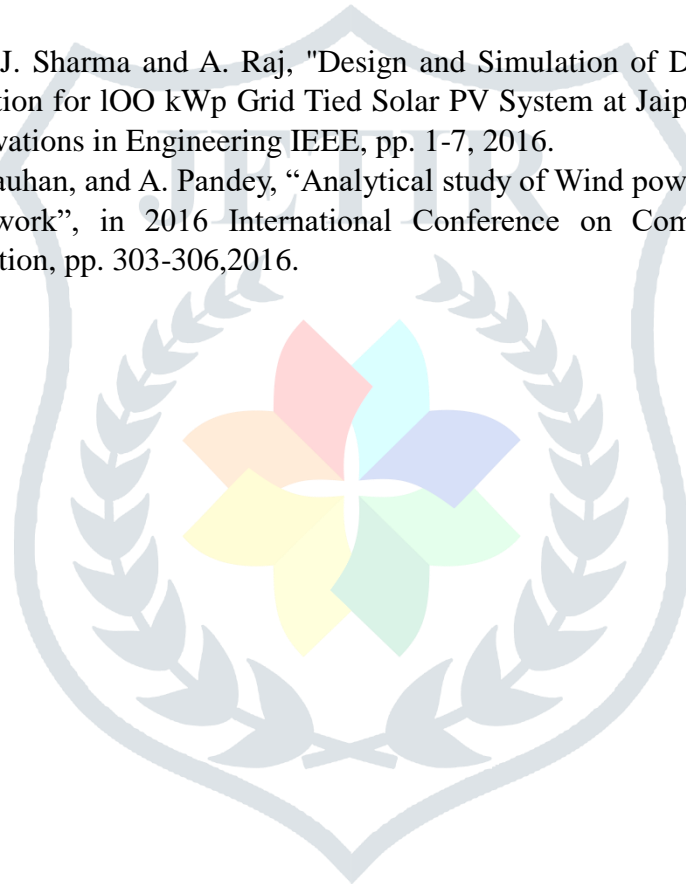 J. Sharma and A. Raj, "Design and Simulation of D
tion for lOO kWp Grid Tied Solar PV System at Jaip
vations in Engineering IEEE, pp. 1-7, 2016.
auhan, and A. Pandey, “Analytical study of Wind pow
work”, in 2016 International Conference on Com
tion, pp. 303-306,2016.
JETIR